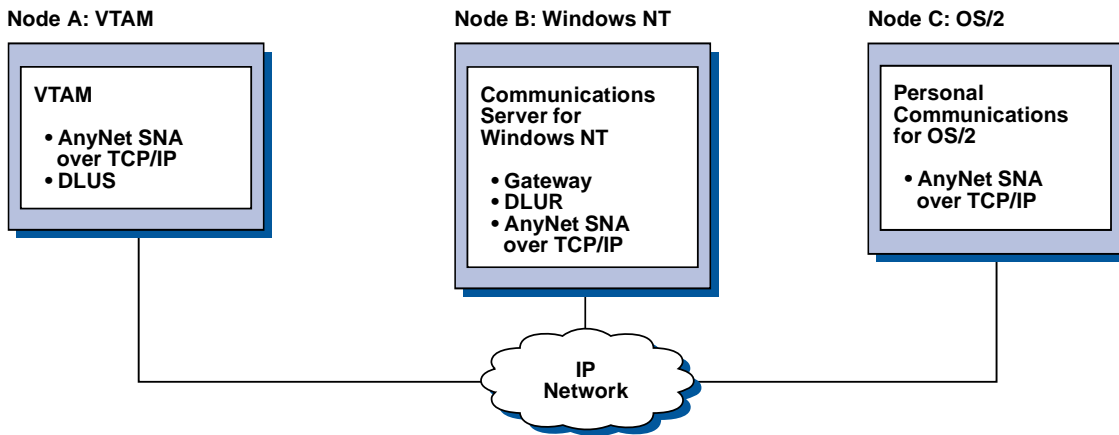 Node A: VTAM
VTAM
• AnyNet SNA
over TCP/IP
• DLUS
Node B: Windows NT
Communications
Server for
Windows NT
• Gateway
• DLUR
• AnyNet SNA
over TCP/IP
Node C: OS/2
Personal
Communications
for OS/2
• AnyNet SNA
over TCP/IP
IP
Network